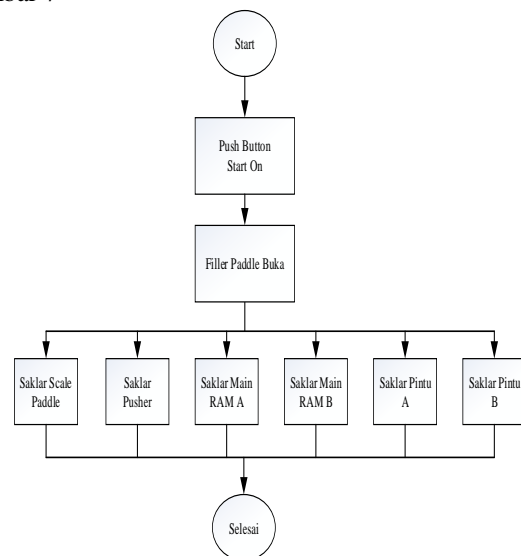 Start
Push Button
Start On
Filler Paddle Buka
Saklar Scale
Paddle
Saklar
Pusher
Saklar Main
RAM A
Saklar Main
RAM B
Saklar Pintu
A
Saklar Pintu
B
Selesai